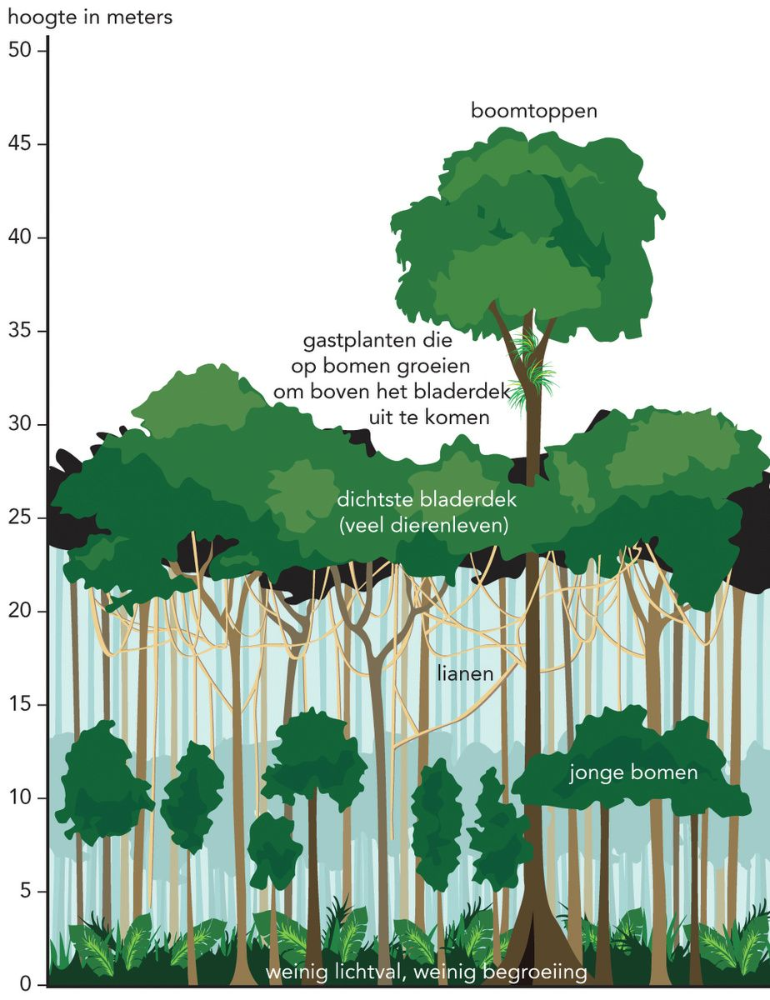 hoogte in meters
50
boomtoppen
45
40
35
gastplanten die
op bomen groeien
om boven het bladerdek
uit te komen
30
dichtste bladerdek
(veel dierenleven)
25
20
lianen
15
jonge bomen
10
5
weinig lichtval, weinig begroeiing
0